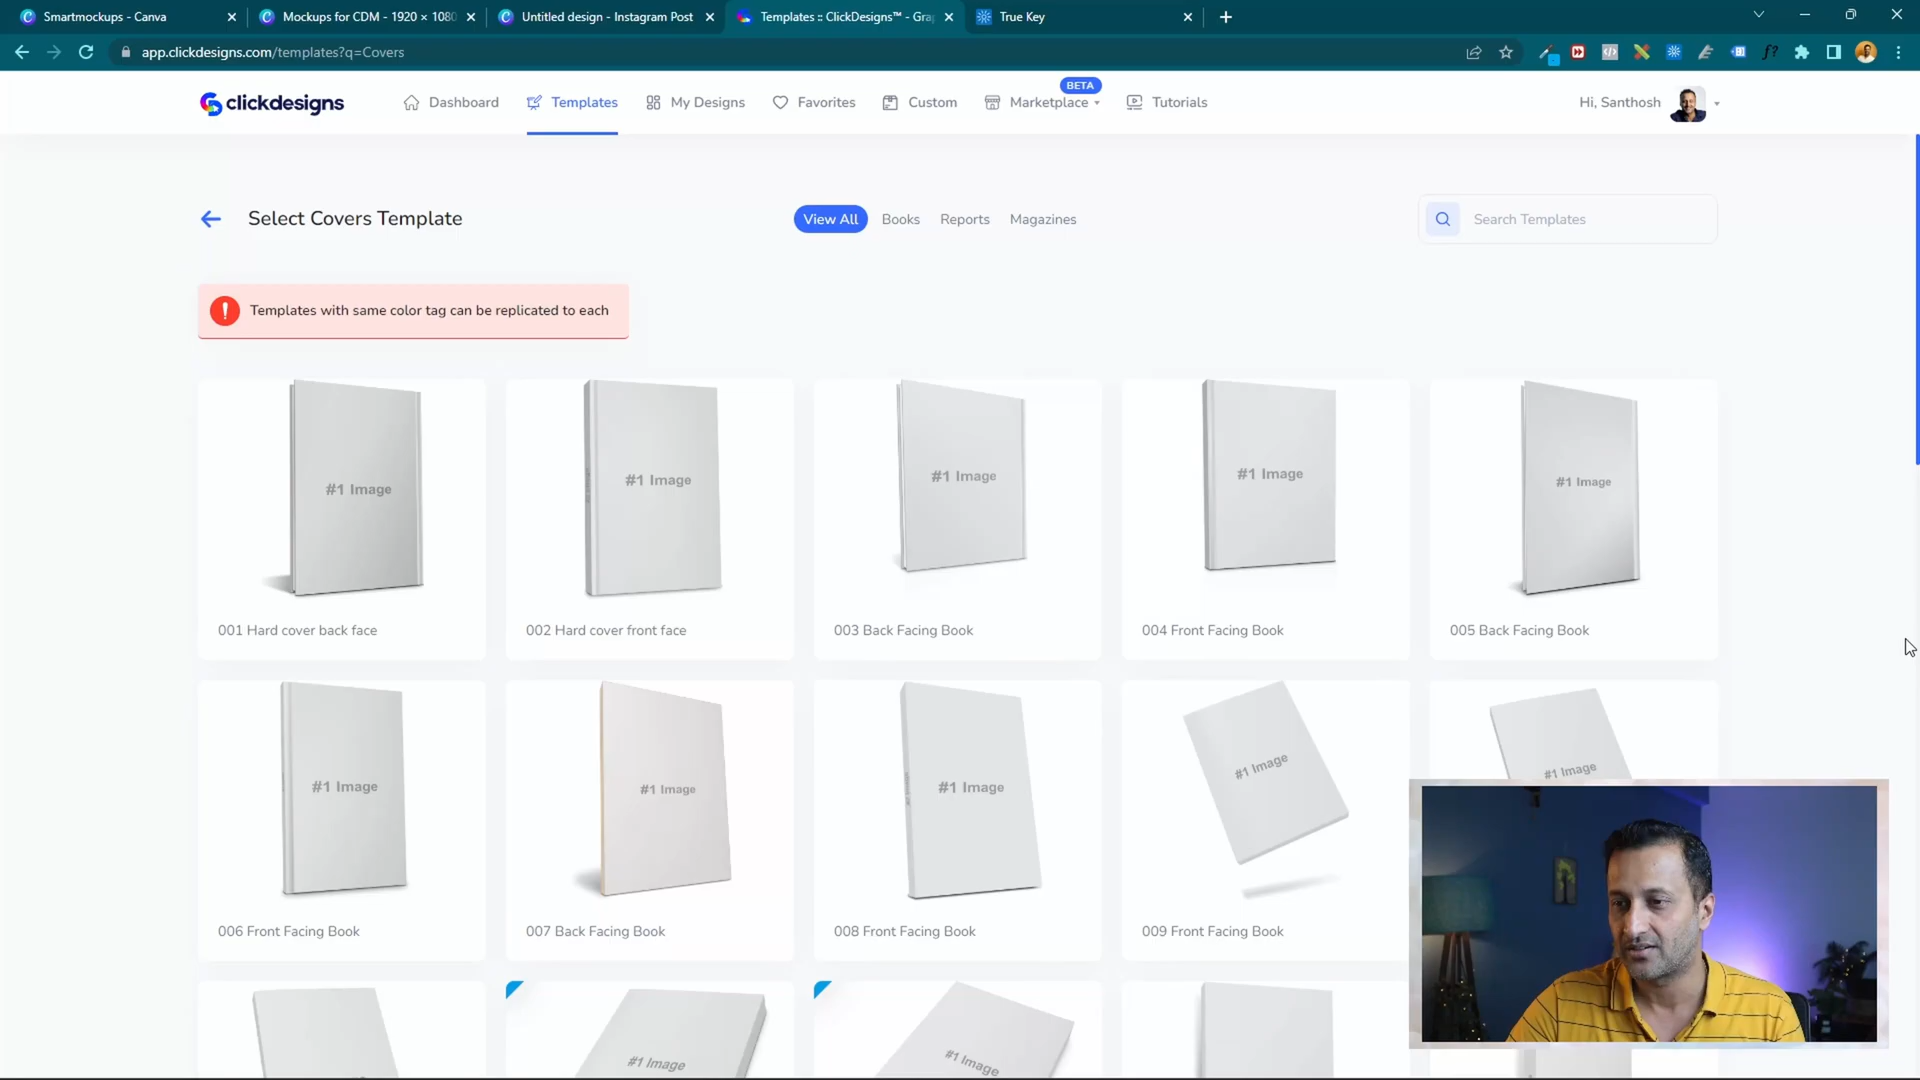 Smartmockups - Canva
Mockups for CDM - 1920 × 1080
Untitled design - Instagram Post
Templates :: ClickDesigns™ - Gra
True Key
app.clickdesigns.com/templates?q=Covers
clickdesigns
Dashboard
Templates
My Designs
Favorites
Custom
Marketplace
BETA
Tutorials
Hi, Santhosh
Select Covers Template
View All
Books
Reports
Magazines
Search Templates
Templates with same color tag can be replicated to each
#1 Image
#1 Image
#1 Image
#1 Image
#1 Image
001 Hard cover back face
002 Hard cover front face
003 Back Facing Book
004 Front Facing Book
005 Back Facing Book
#1 Image
#1 Image
#1 Image
#1 Image
#1 Image
006 Front Facing Book
007 Back Facing Book
008 Front Facing Book
009 Front Facing Book
#1 Image
#1 Image